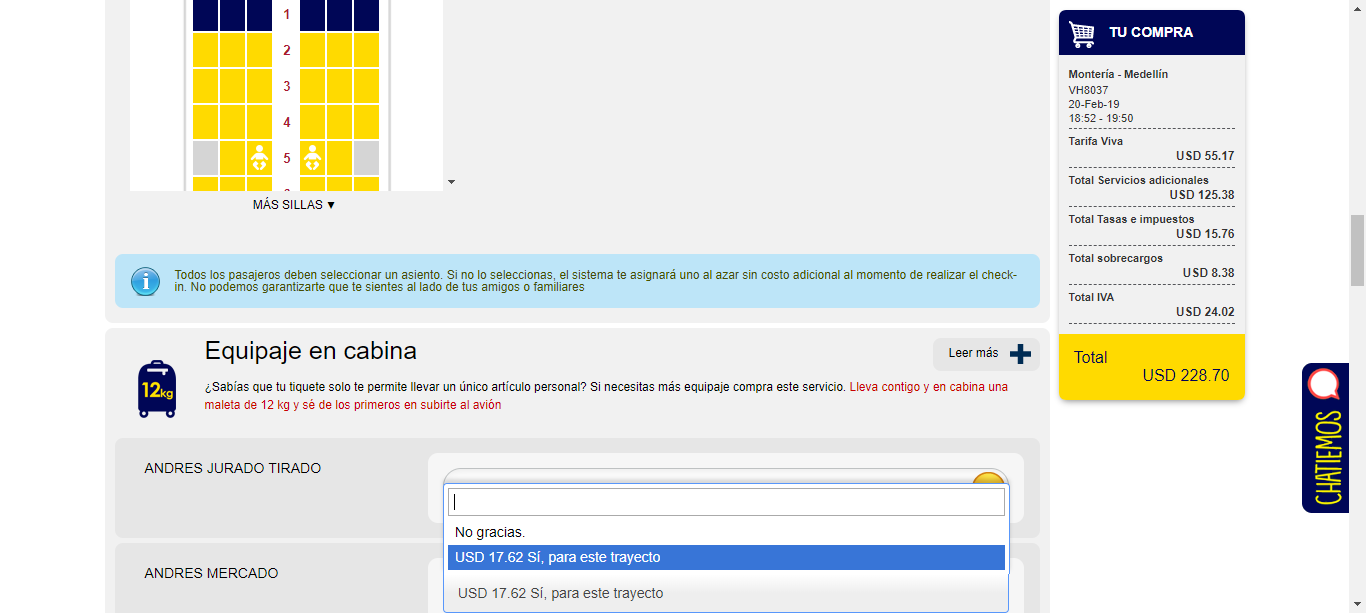 1
2
3
4
5
MÁS SILLAS ▼
Todos los pasajeros deben seleccionar un asiento. Si no lo seleccionas, el sistema te asignará uno al azar sin costo adicional al momento de realizar el check-
in. No podemos garantizarte que te sientes al lado de tus amigos o familiares
Equipaje en cabina
Leer más
12kg
¿Sabías que tu tiquete solo te permite llevar un único artículo personal? Si necesitas más equipaje compra este servicio. Lleva contigo y en cabina una
maleta de 12 kg y sé de los primeros en subirte al avión
ANDRES JURADO TIRADO
No gracias.
USD 17.62 Sí, para este trayecto
ANDRES MERCADO
USD 17.62 Sí, para este trayecto
TU COMPRA
Montería - Medellín
VH8037
20-Feb-19
18:52 - 19:50
Tarifa Viva
USD 55.17
Total Servicios adicionales
USD 125.38
Total Tasas e impuestos
USD 15.76
Total sobrecargos
USD 8.38
Total IVA
USD 24.02
Total
USD 228.70
CHATIEMOS